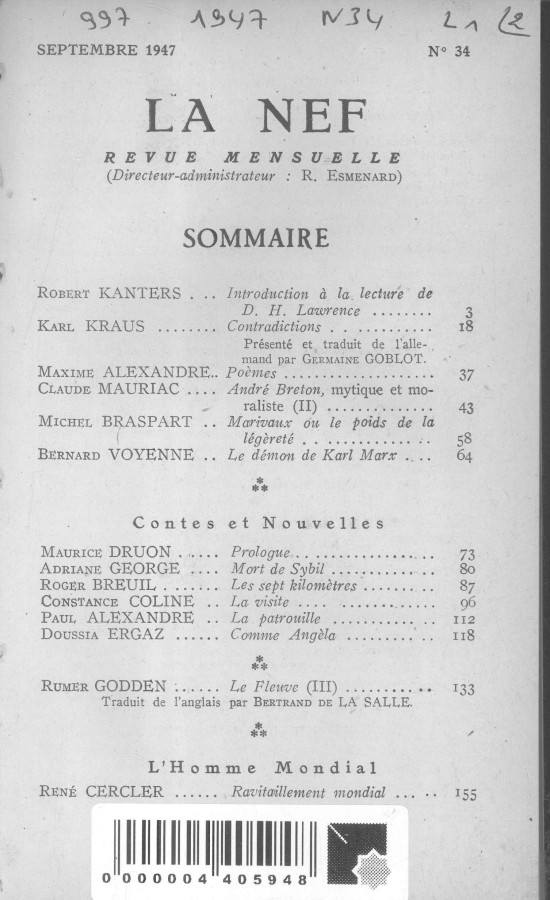 997 1947 N34 21 (2
SEPTEMBRE 1947 N° 34
LA NEF
REVUE MENSUELLE
(Directeur-administrateur : R. ESMENARD)
SOMMAIRE
ROBERT KANTERS . .. Introduction à la lecture de
D. H. Lawrence ........ 3
KARL KRAUS ........ Contradictions . . ........... 18
Présenté et traduit de l'alle-
mand par GERMAINE GOBLOT.
MAXIME ALEXANDRE.. Poèmes .................... 37
CLAUDE MAURIAC .... André Breton, mytique et mo-
raliste (II) .............. 43
MICHEL BRASPART .. Marivaux ou le poids de la
légèreté . ............. 58
BERNARD VOYENNE .. Le démon de Karl Marx .... 64
***
Contes et Nouvelles
MAURICE DRUON ...... Prologue.................. 73
ADRIANE GEORGE .... Mort de Sybil ............. 80
ROGER BREUIL ....... Les sept kilomètres ......... 87
CONSTANCE COLINE .. La visite .... ............ 96
PAUL ALEXANDRE .. La patrouille ............. 112
DOUSSIA ERGAZ ...... Comme Angèla ........... 118
***
RUMER GODDEN ...... Le Fleuve (III) ........... 133
Traduit de l'anglais par BERTRAND DE LA SALLE.
***
L'Homme Mondial
RENÉ CERCLER ...... Ravitaillement mondial ... .. 155
0 000004 405948